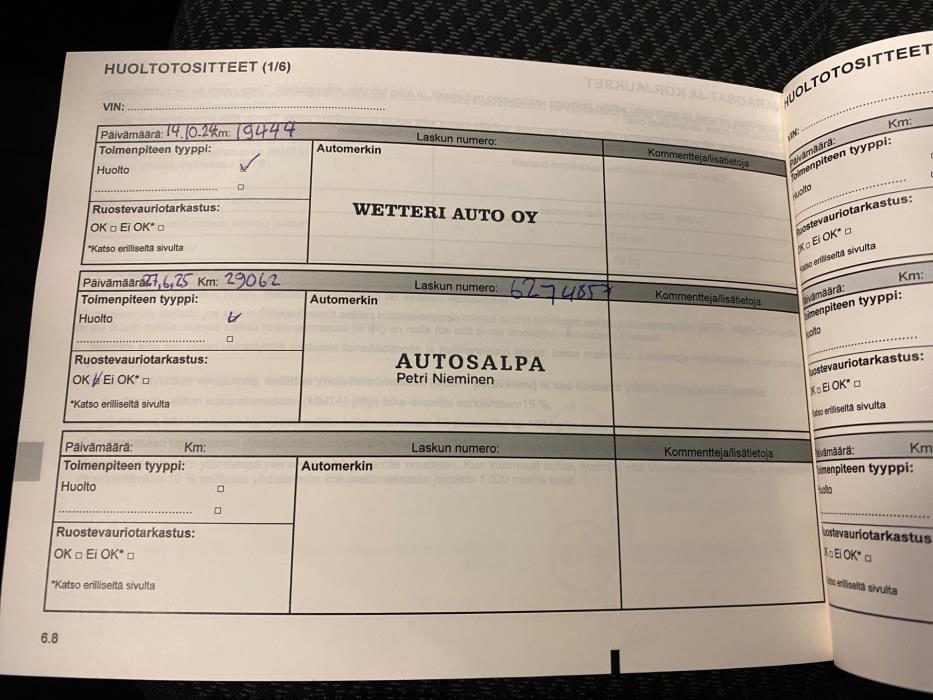 HUOLTOTOSITTEET (1/6)
VIN:
Päivämäärä: 14.10.24 Km: 19444 Laskun numero: Kommentteja/lisätietoja
Toimenpiteen tyyppi: Automerkin
Huolto
WETTERI AUTO OY
Ruostevauriotarkastus:
OK □ Ei OK* □
*Katso erilliseltä sivulta
Päivämäärä: 27,6,25 Km: 29062 Laskun numero: 6274857 Kommentteja/lisätietoja
Toimenpiteen tyyppi: Automerkin
Huolto
AUTOSALPA
Petri Nieminen
Ruostevauriotarkastus:
OK Ei OK* □
*Katso erilliseltä sivulta
Päivämäärä: Km: Laskun numero: Kommentteja/lisätietoja
Toimenpiteen tyyppi: Automerkin
Huolto □
□
Ruostevauriotarkastus:
OK □ Ei OK* □
*Katso erilliseltä sivulta
6.8
HUOLTOTOSITTEET
VIN:
Päivämäärä: Km:
Toimenpiteen tyyppi:
Huolto
Ruostevauriotarkastus:
OK □ Ei OK* □
*Katso erilliseltä sivulta
Päivämäärä: Km:
Toimenpiteen tyyppi:
Huolto
Ruostevauriotarkastus:
Ei OK* □
*Katso erilliseltä sivulta
Päivämäärä: Km
Toimenpiteen tyyppi:
Huolto
Ruostevauriotarkastus:
Ei OK* □
*Katso erilliseltä sivulta